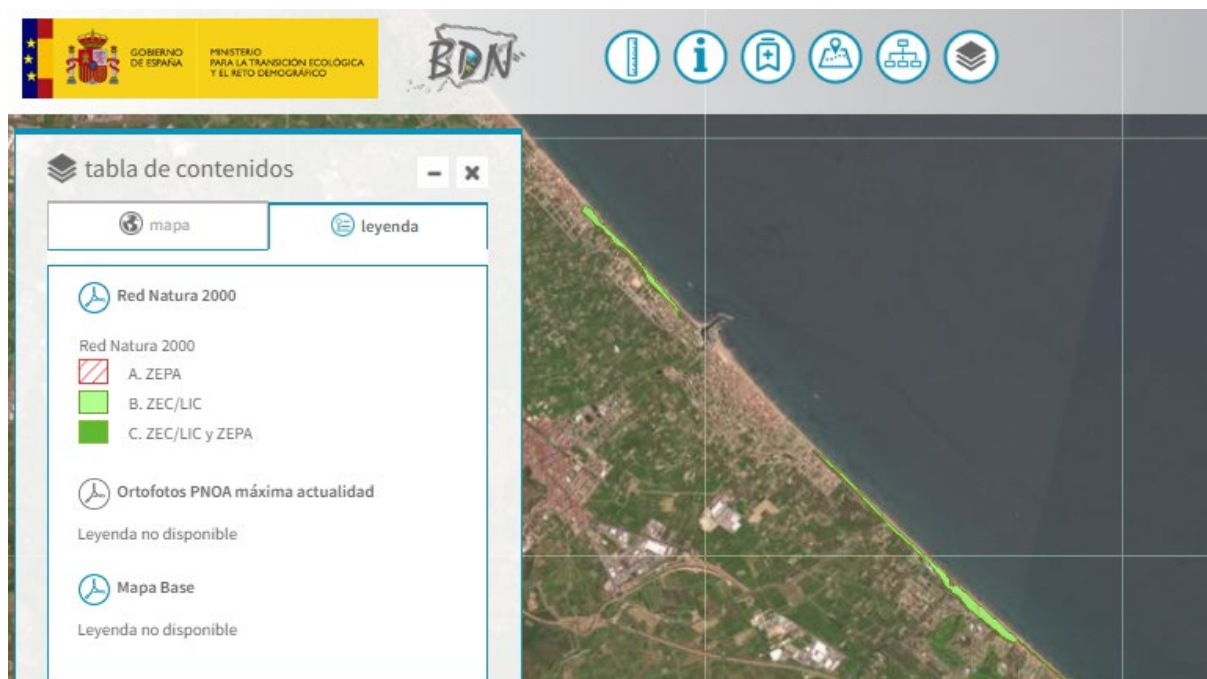 GOBIERNO
DE ESPAÑA
MINISTERIO
PARA LA TRANSICIÓN ECOLÓGICA
Y EL RETO DEMOGRÁFICO
BDN
tabla de contenidos
mapa
leyenda
Red Natura 2000
Red Natura 2000
A. ZEPA
B. ZEC/LIC
C. ZEC/LIC y ZEPA
Ortofotos PNOA máxima actualidad
Leyenda no disponible
Mapa Base
Leyenda no disponible